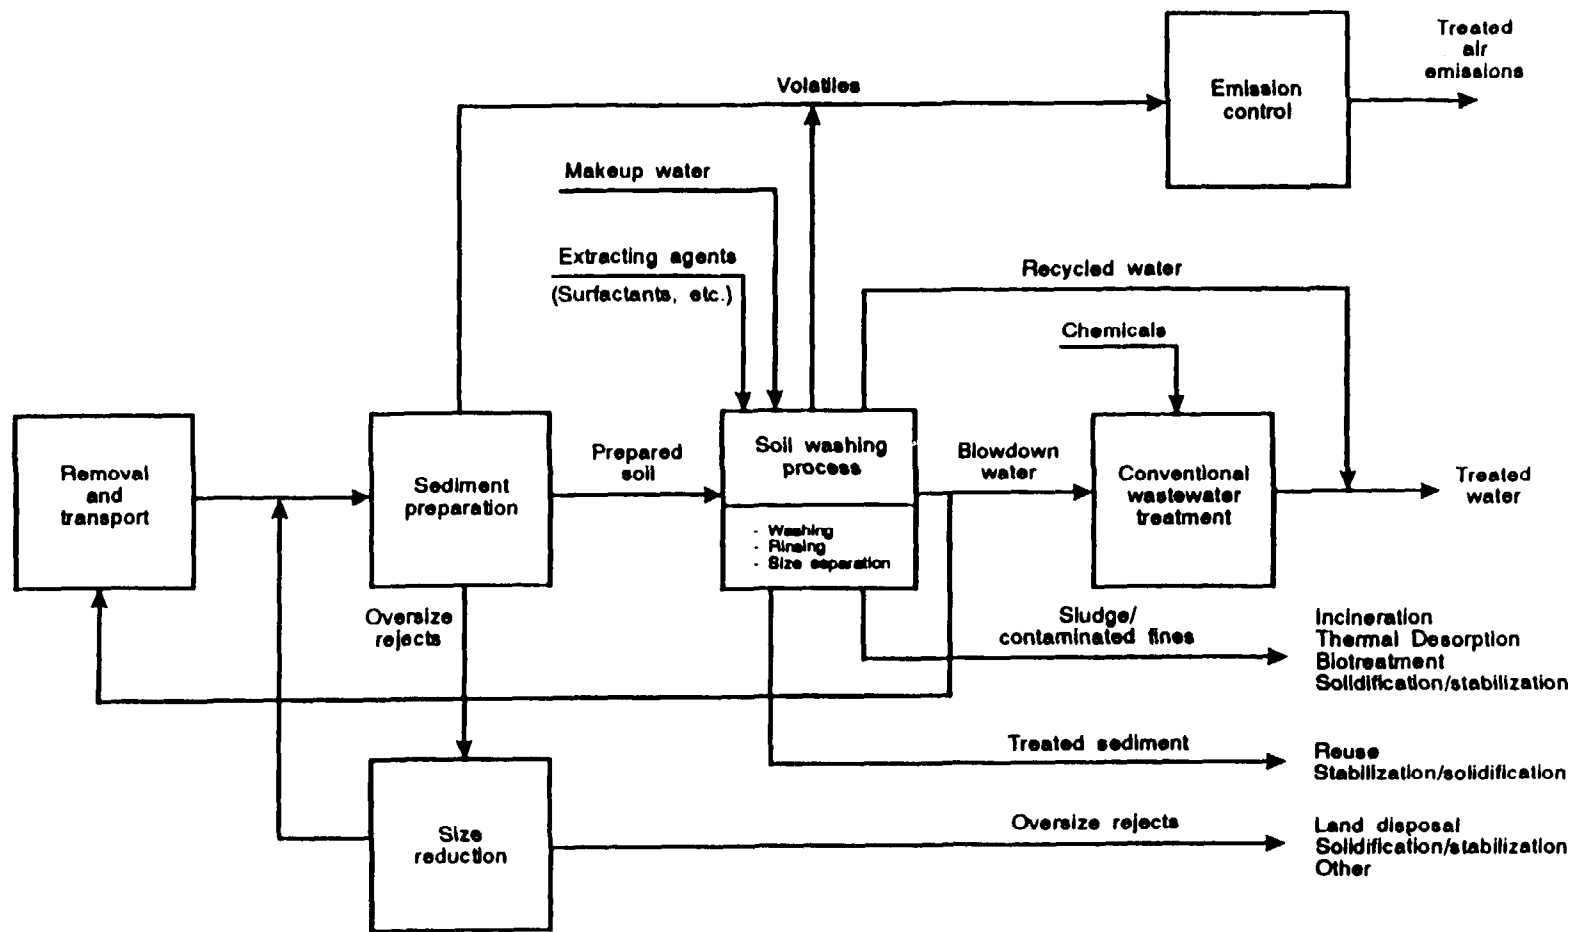 Treated
air
emissions
Volatiles
Emission
control
Makeup water
Extracting agents
(Surfactants, etc.)
Recycled water
Chemicals
Removal
and
transport
Sediment
preparation
Prepared
soil
Soil washing
process
- Washing
- Rinsing
- Size separation
Blowdown
water
Conventional
wastewater
treatment
Treated
water
Oversize
rejects
Sludge/
contaminated fines
Incineration
Thermal Desorption
Biotreatment
Solidification/stabilization
Treated sediment
Reuse
Stabilization/solidification
Size
reduction
Oversize rejects
Land disposal
Solidification/stabilization
Other